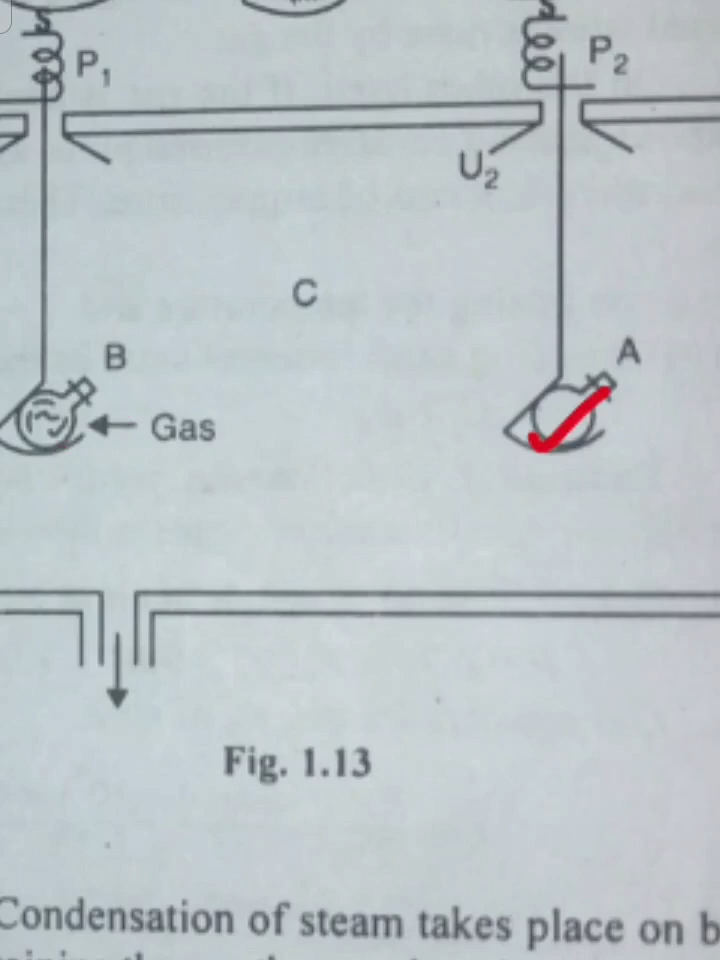 P1
P2
U2
C
B
A
Gas
Fig. 1.13
Condensation of steam takes place on b